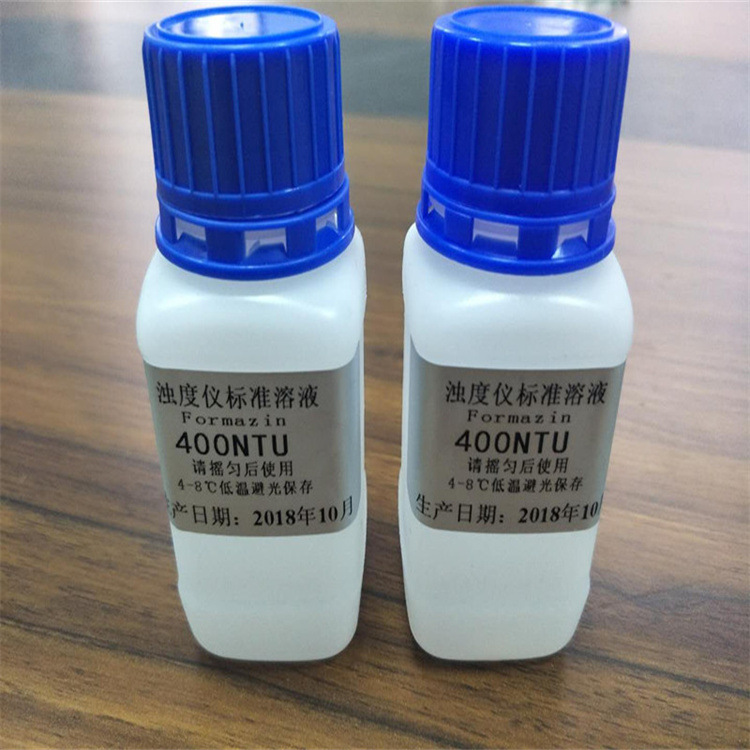 浊度仪标准溶液
Formazin
400NTU
请摇匀后使用
4-8℃低温避光保存
产日期：2018年10月
浊度仪标准溶液
Formazin
400NTU
请摇匀后使用
4-8℃低温避光保存
生产日期：2018年10